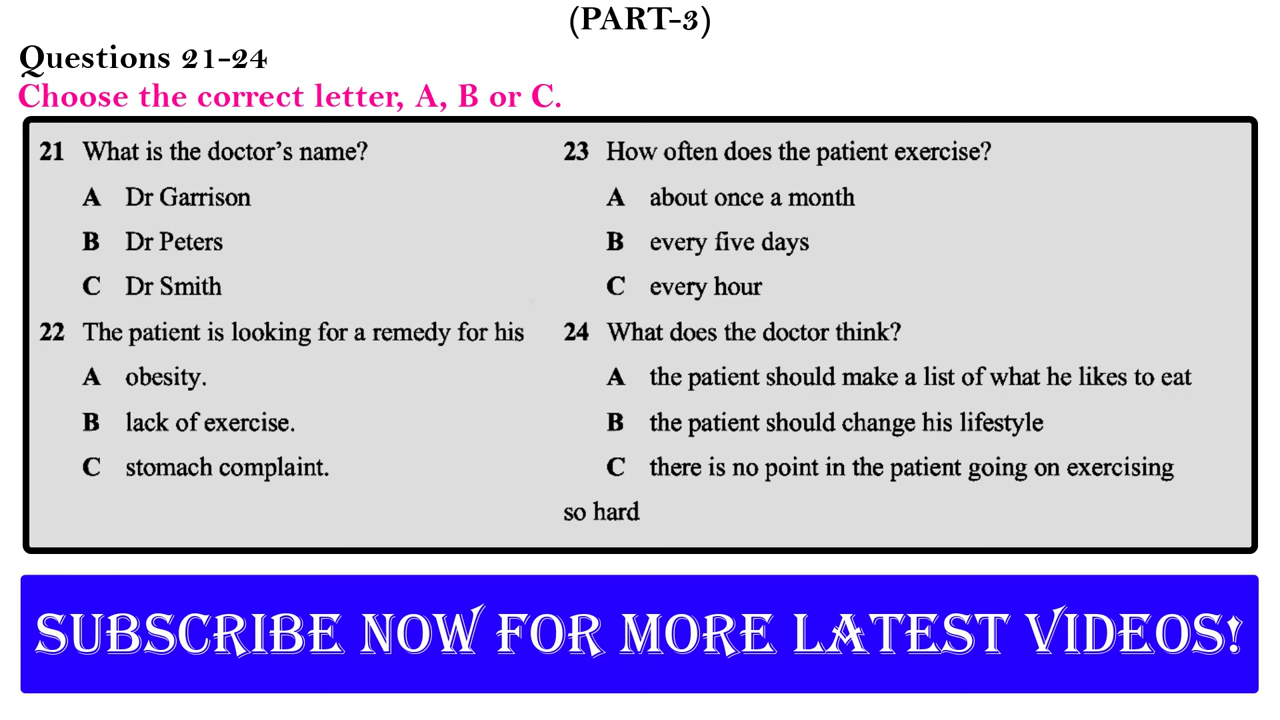 (PART-3)
Questions 21-24
Choose the correct letter, A, B or C.
21 What is the doctor's name?
A Dr Garrison
B Dr Peters
C Dr Smith
22 The patient is looking for a remedy for his
A obesity.
B lack of exercise.
C stomach complaint.
23 How often does the patient exercise?
A about once a month
B every five days
C every hour
24 What does the doctor think?
A the patient should make a list of what he likes to eat
B the patient should change his lifestyle
C there is no point in the patient going on exercising
so hard
SUBSCRIBE NOW FOR MORE LATEST VIDEOS!